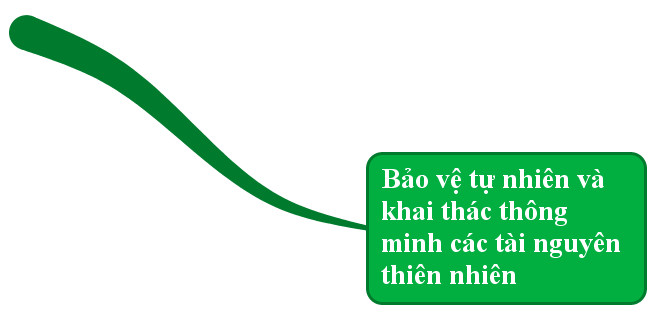 Bảo vệ tự nhiên và
khai thác thông
minh các tài nguyên
thiên nhiên